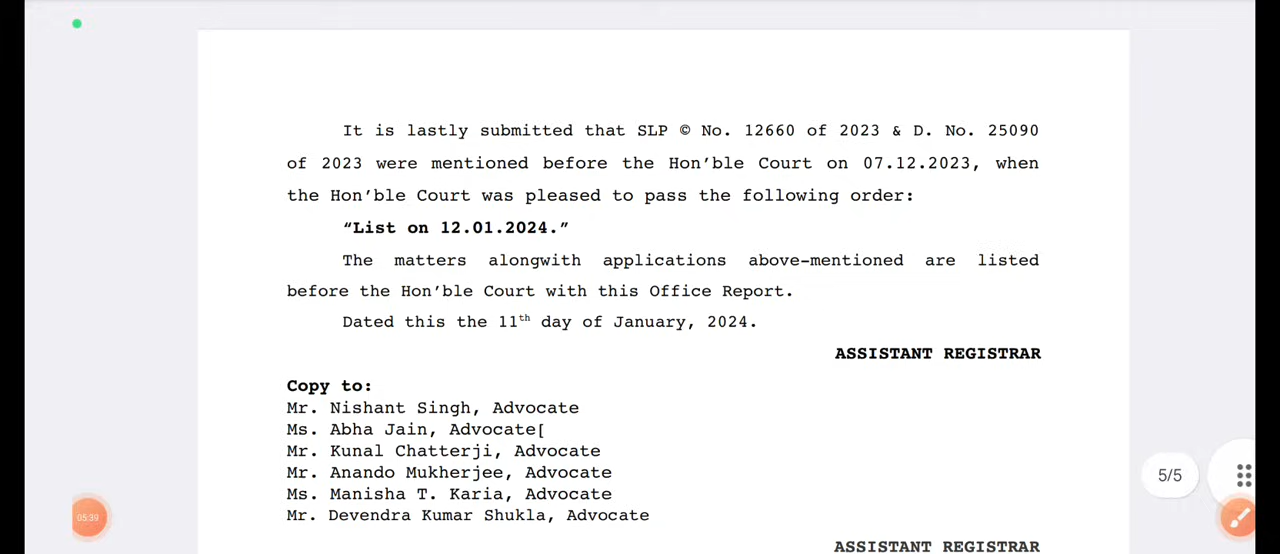 It is lastly submitted that SLP © No. 12660 of 2023 & D. No. 25090
of 2023 were mentioned before the Hon’ble Court on 07.12.2023, when
the Hon’ble Court was pleased to pass the following order:
“List on 12.01.2024.”
The matters alongwith applications above-mentioned are listed
before the Hon’ble Court with this Office Report.
Dated this the 11th day of January, 2024.
ASSISTANT REGISTRAR
Copy to:
Mr. Nishant Singh, Advocate
Ms. Abha Jain, Advocate[
Mr. Kunal Chatterji, Advocate
Mr. Anando Mukherjee, Advocate
Ms. Manisha T. Karia, Advocate
Mr. Devendra Kumar Shukla, Advocate
ASSISTANT REGISTRAR
5/5
05:39